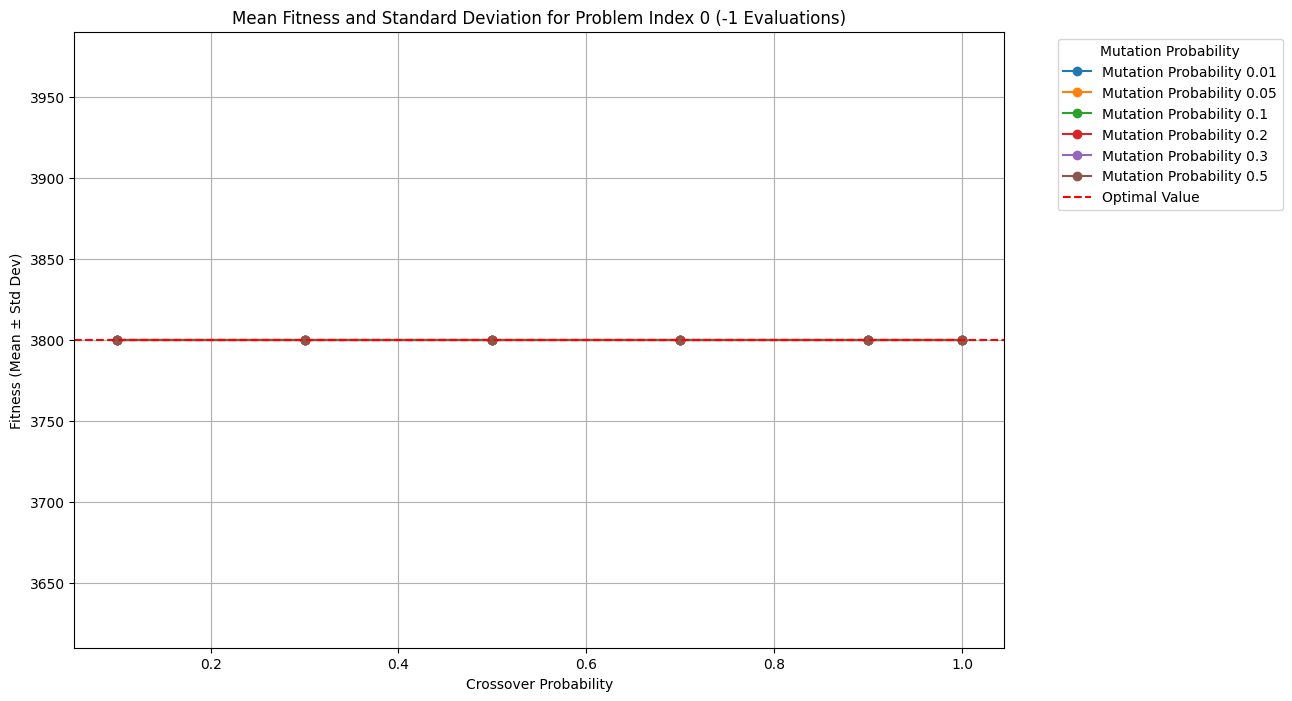 Mean Fitness and Standard Deviation for Problem Index 0 (-1 Evaluations)
Fitness (Mean ± Std Dev)
3950
3900
3850
3800
3750
3700
3650
0.2 0.4 0.6 0.8 1.0
Crossover Probability
Mutation Probability
Mutation Probability 0.01
Mutation Probability 0.05
Mutation Probability 0.1
Mutation Probability 0.2
Mutation Probability 0.3
Mutation Probability 0.5
Optimal Value